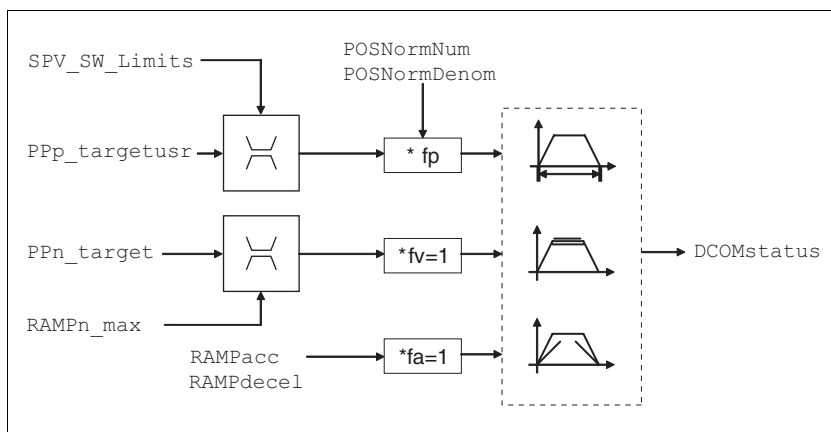 SPV_SW_Limits
POSNormNum
POSNormDenom
PPp_targetusr
* fp
PPn_target
*fv=1
DCOMstatus
RAMPn_max
RAMPacc
RAMPdecel
*fa=1